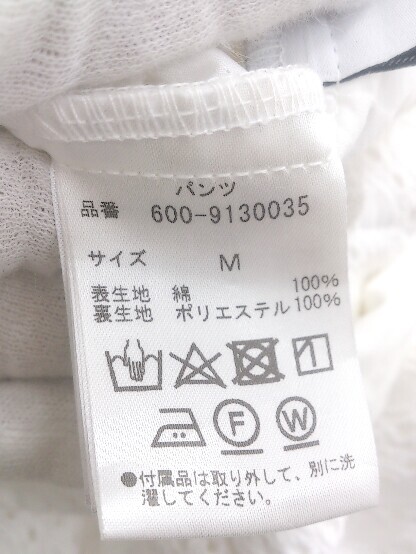 パンツ
品番 600-9130035
サイズ M
表生地 綿 100%
裏生地 ポリエステル 100%
F W
●付属品は取り外して、別に洗
濯してください。